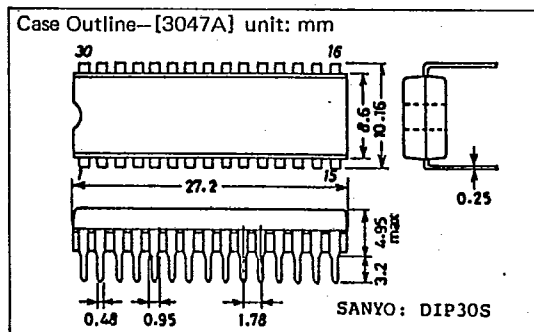 Case Outline–[3047A] unit: mm
30 16
8.6
10.16
1 15
27.2
0.25
4.95
max
3.2
0.48 0.95 1.78
SANYO: DIP30S